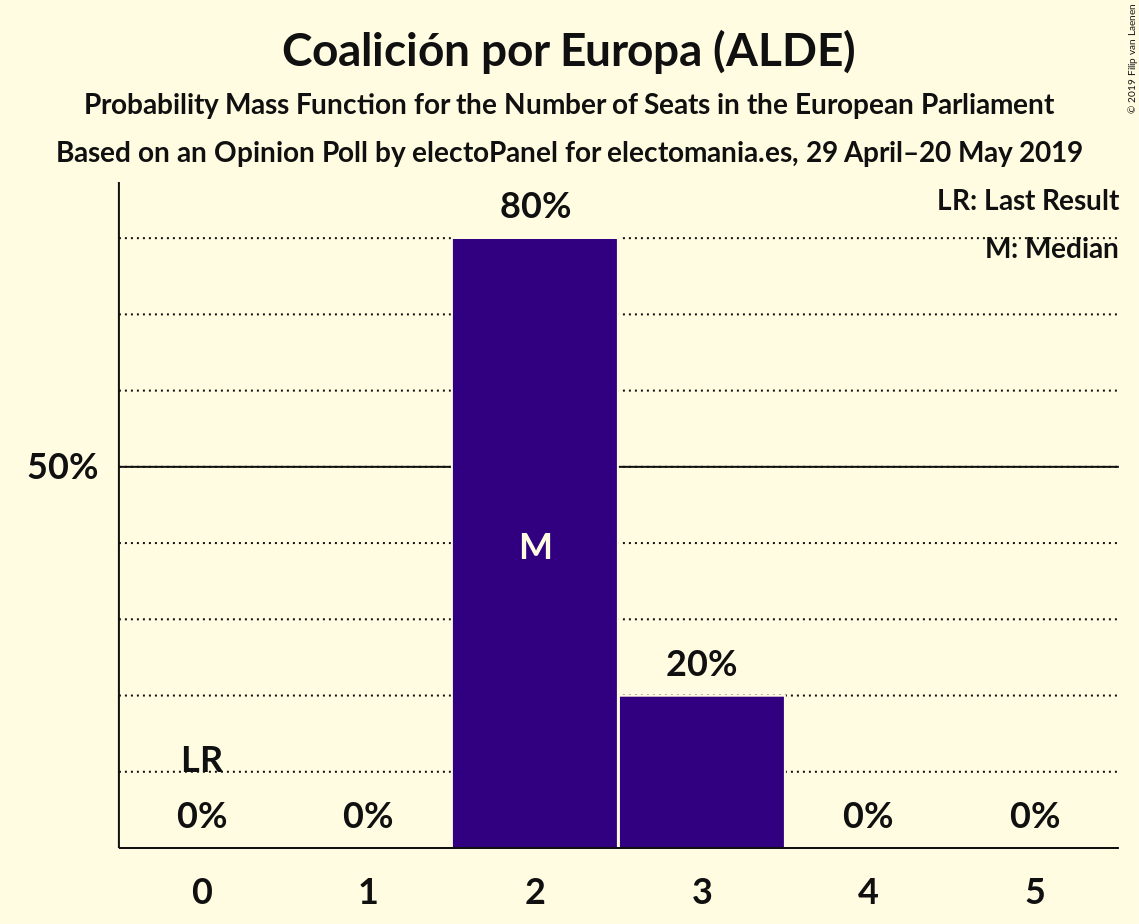 Coalición por Europa (ALDE)
Probability Mass Function for the Number of Seats in the European Parliament
Based on an Opinion Poll by electoPanel for electomania.es, 29 April–20 May 2019
© 2019 Filip van Laenen
LR: Last Result
M: Median
80%
50%
M
20%
LR
0%
0%
0%
0%
0
1
2
3
4
5